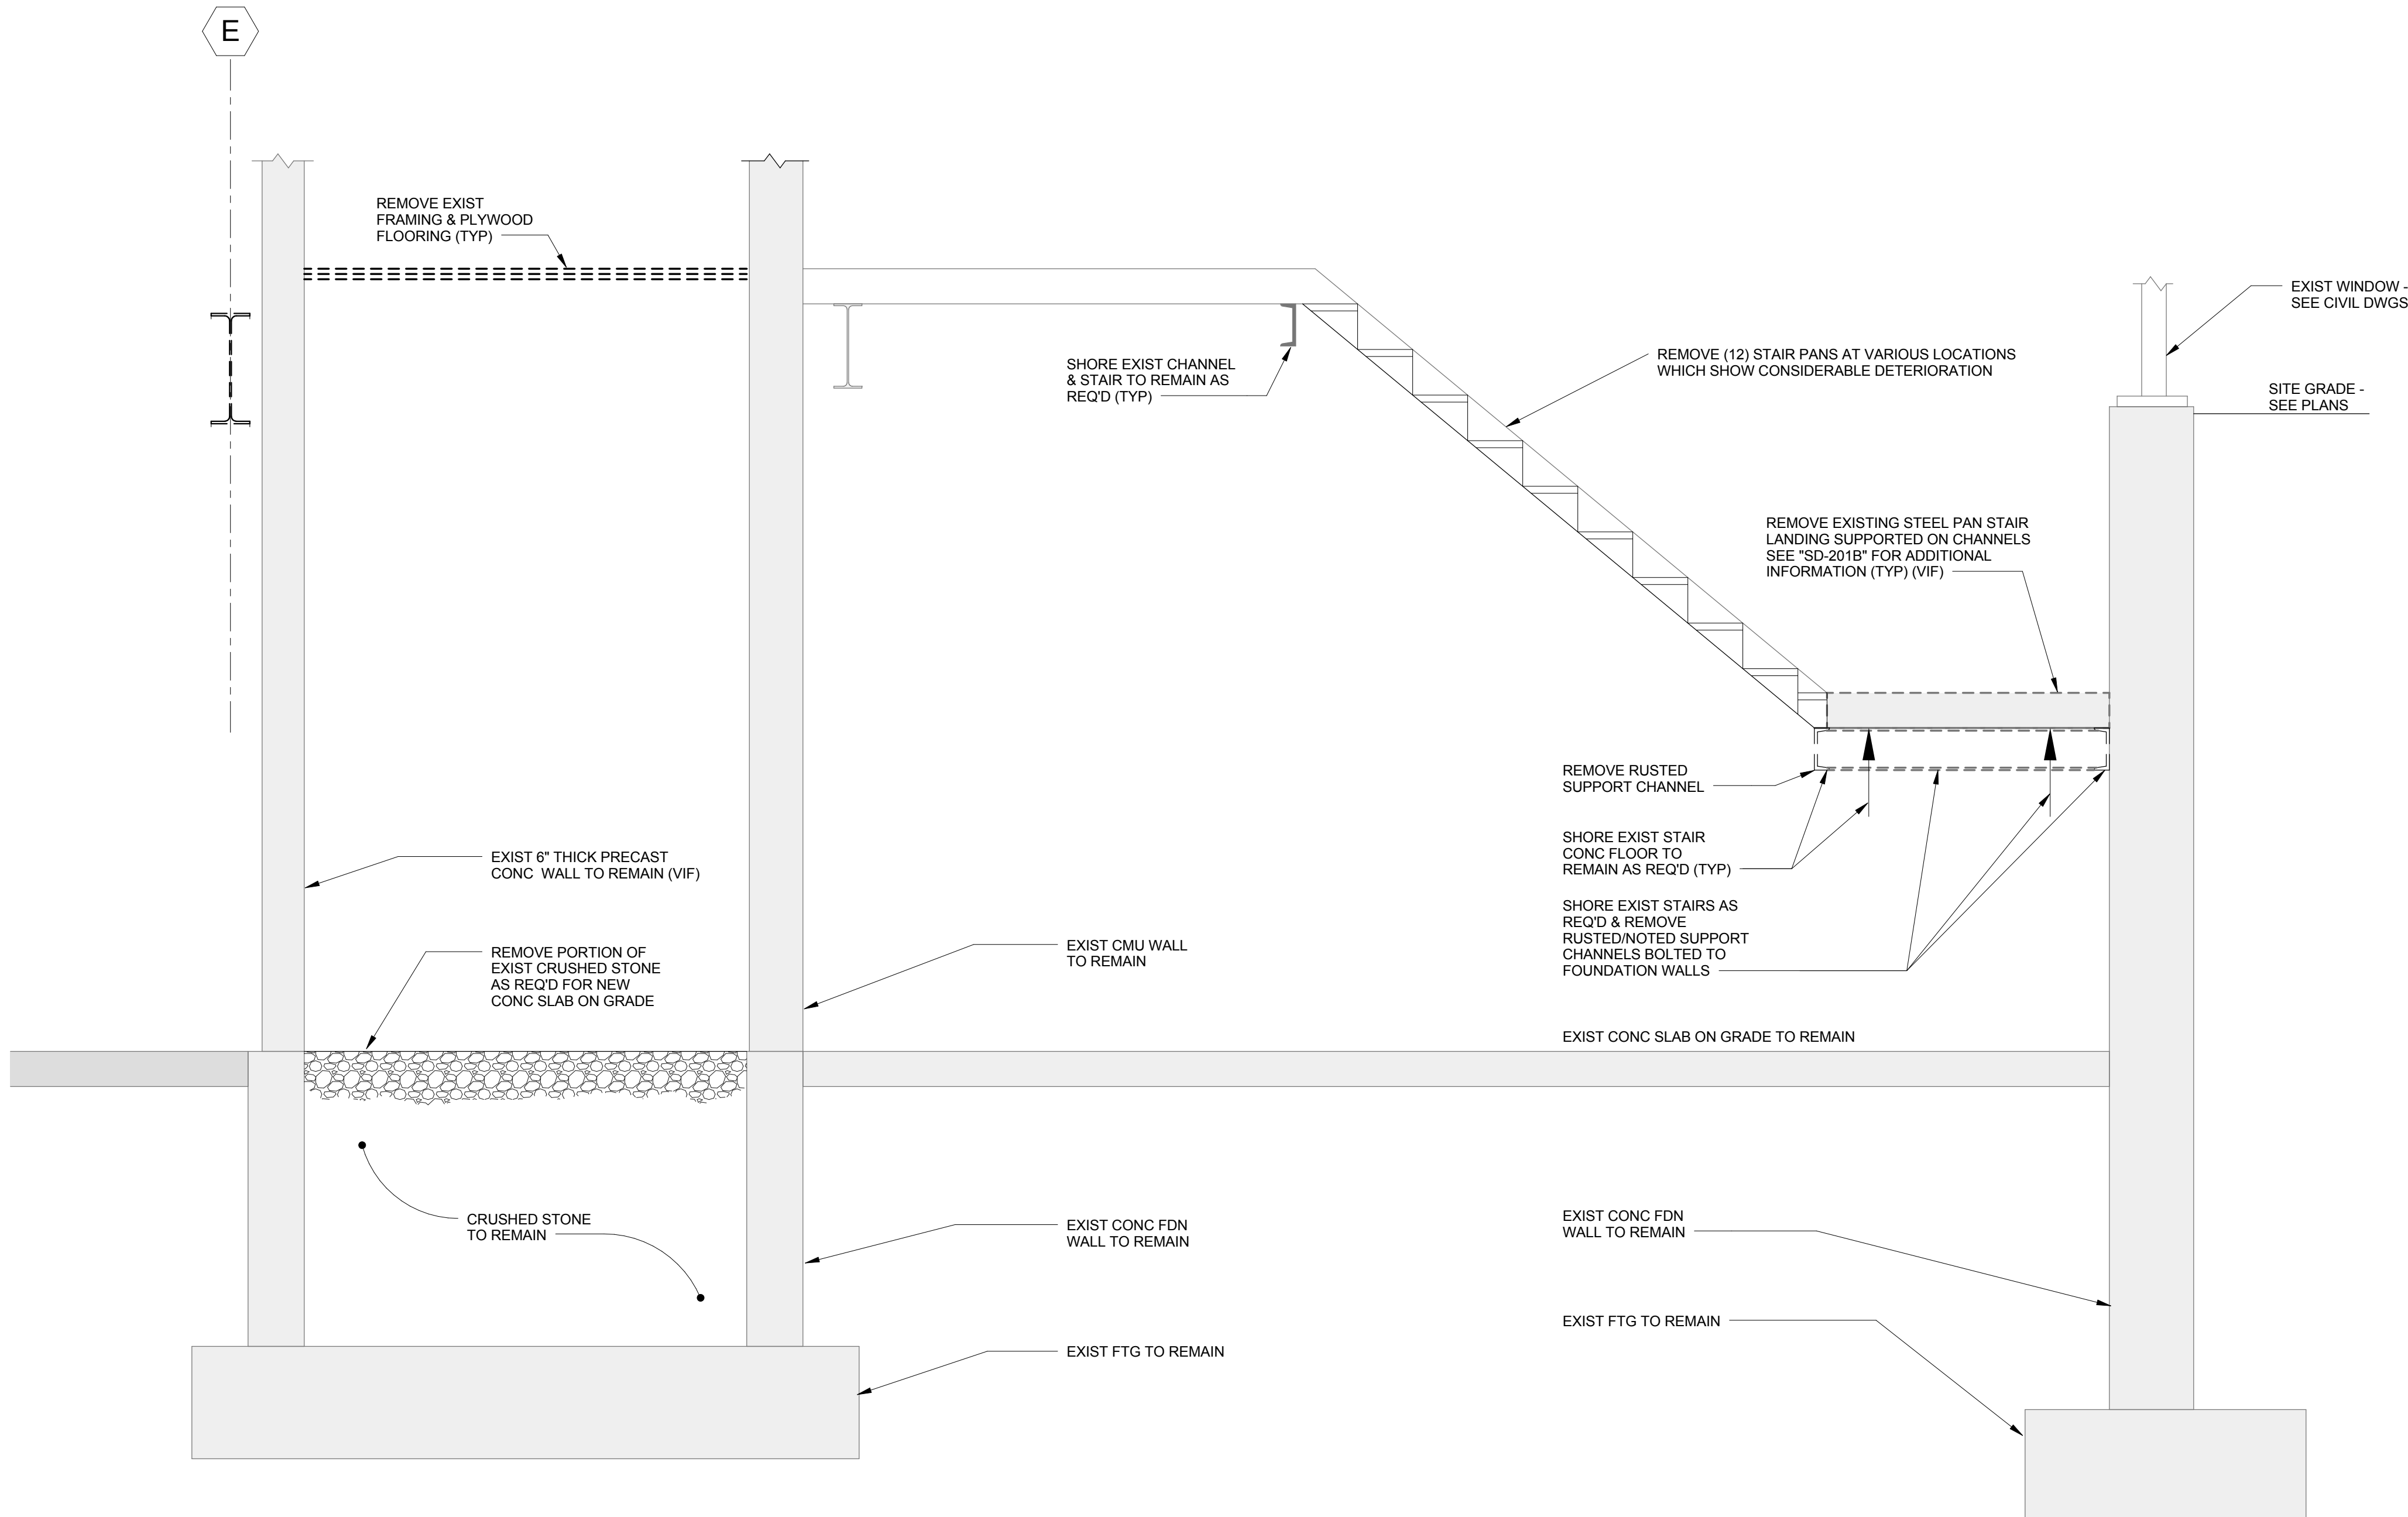 E
REMOVE EXIST
FRAMING & PLYWOOD
FLOORING (TYP)
EXIST WINDOW -
SEE CIVIL DWGS
SHORE EXIST CHANNEL
& STAIR TO REMAIN AS
REQ'D (TYP)
REMOVE (12) STAIR PANS AT VARIOUS LOCATIONS
WHICH SHOW CONSIDERABLE DETERIORATION
SITE GRADE -
SEE PLANS
REMOVE EXISTING STEEL PAN STAIR
LANDING SUPPORTED ON CHANNELS
SEE "SD-201B" FOR ADDITIONAL
INFORMATION (TYP) (VIF)
REMOVE RUSTED
SUPPORT CHANNEL
SHORE EXIST STAIR
CONC FLOOR TO
REMAIN AS REQ'D (TYP)
EXIST 6" THICK PRECAST
CONC WALL TO REMAIN (VIF)
SHORE EXIST STAIRS AS
REQ'D & REMOVE
RUSTED/NOTED SUPPORT
CHANNELS BOLTED TO
FOUNDATION WALLS
REMOVE PORTION OF
EXIST CRUSHED STONE
AS REQ'D FOR NEW
CONC SLAB ON GRADE
EXIST CMU WALL
TO REMAIN
EXIST CONC SLAB ON GRADE TO REMAIN
CRUSHED STONE
TO REMAIN
EXIST CONC FDN
WALL TO REMAIN
EXIST CONC FDN
WALL TO REMAIN
EXIST FTG TO REMAIN
EXIST FTG TO REMAIN